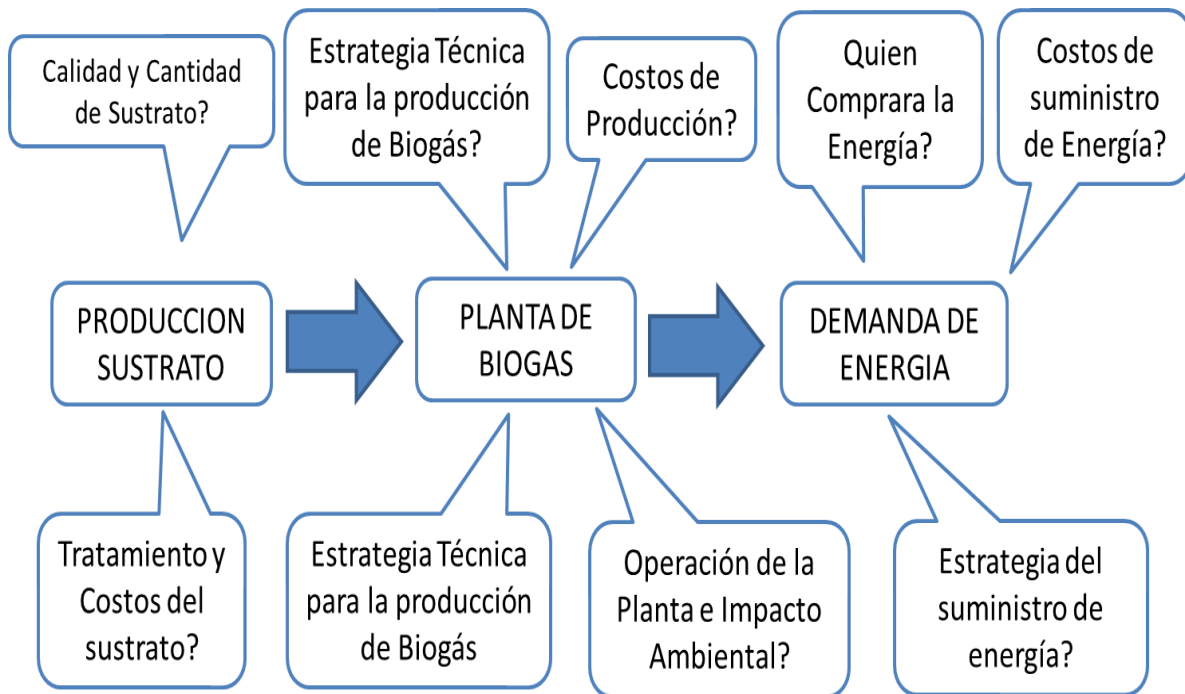 Calidad y Cantidad
de Sustrato?
Estrategia Técnica
para la producción
de Biogás?
Costos de
Producción?
Quien
Comprara la
Energía?
Costos de
suministro
de Energía?
PRODUCCION
SUSTRATO
PLANTA DE
BIOGAS
DEMANDA DE
ENERGIA
Tratamiento y
Costos del
sustrato?
Estrategia Técnica
para la producción
de Biogás
Operación de la
Planta e Impacto
Ambiental?
Estrategia del
suministro de
energía?